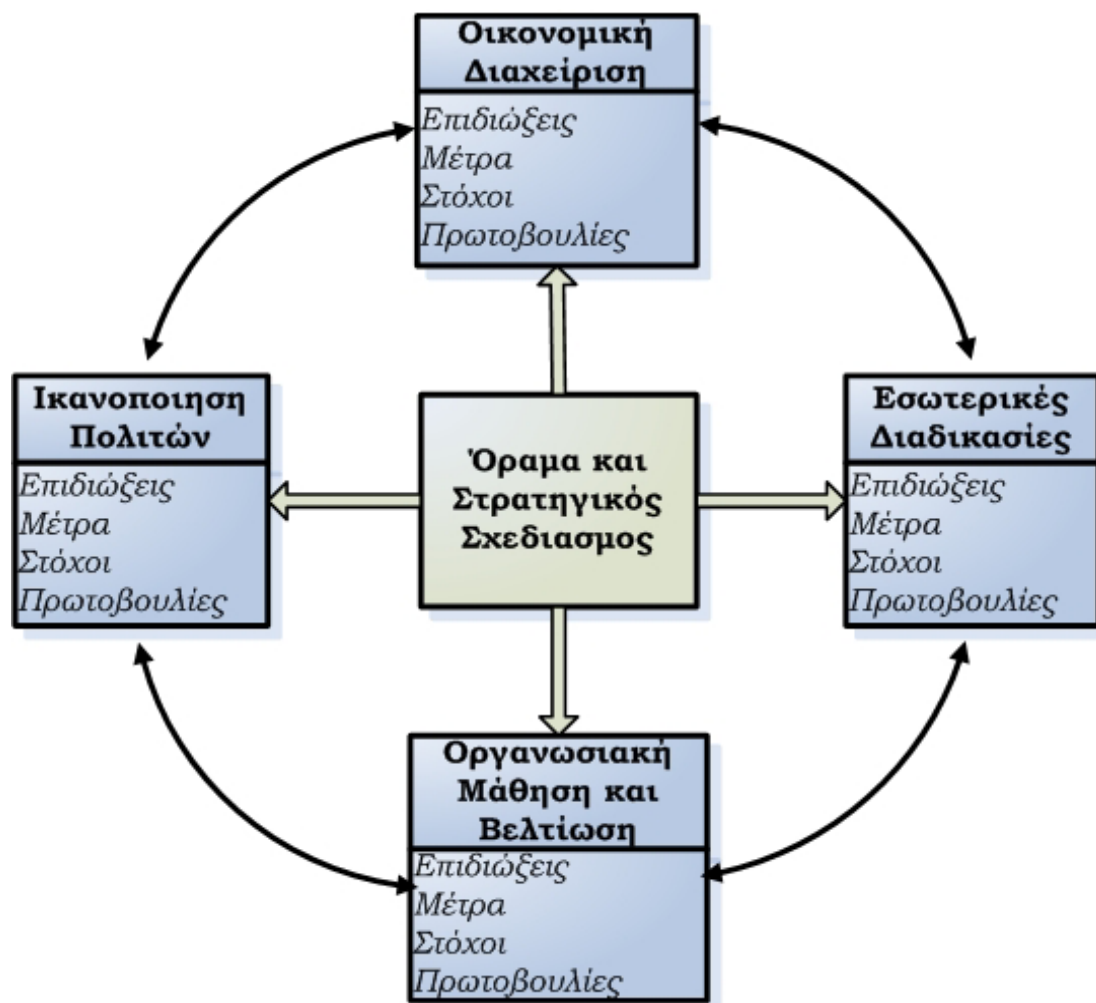 Οικονομική
Διαχείριση
Επιδιώξεις
Μέτρα
Στόχοι
Πρωτοβουλίες
Ικανοποιηση
Πολιτών
Επιδιώξεις
Μέτρα
Στόχοι
Πρωτοβουλίες
Όραμα και
Στρατηγικός
Σχεδιασμος
Εσωτερικές
Διαδικασίες
Επιδιώξεις
Μέτρα
Στόχοι
Πρωτοβουλίες
Οργανωσιακή
Μάθηση και
Βελτίωση
Επιδιώξεις
Μέτρα
Στόχοι
Πρωτοβουλίες